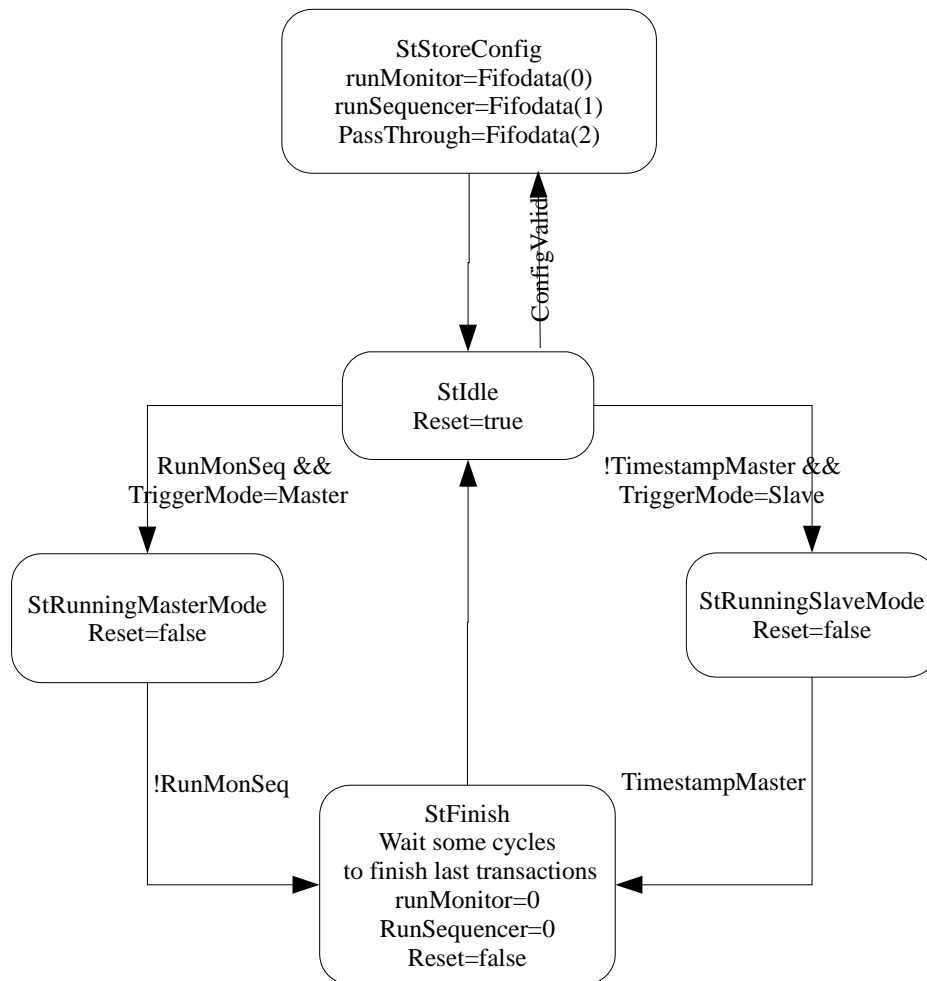 StStoreConfig
runMonitor=Fifodata(0)
runSequencer=Fifodata(1)
PassThrough=Fifodata(2)
ConfigValid
StIdle
Reset=true
RunMonSeq &&
TriggerMode=Master
!TimestampMaster &&
TriggerMode=Slave
StRunningMasterMode
Reset=false
StRunningSlaveMode
Reset=false
!RunMonSeq
TimestampMaster
StFinish
Wait some cycles
to finish last transactions
runMonitor=0
RunSequencer=0
Reset=false